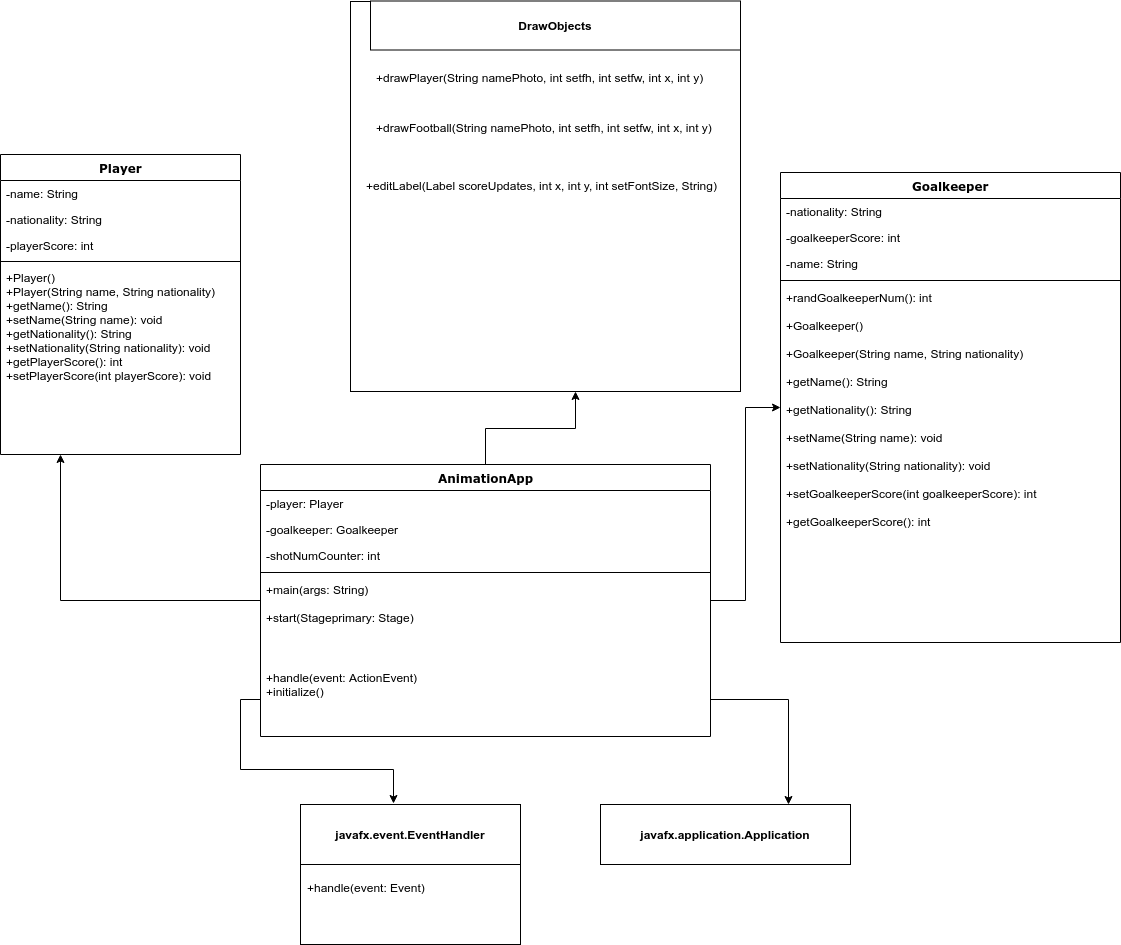 DrawObjects
+drawPlayer(String namePhoto, int setfh, int setfw, int x, int y)
+drawFootball(String namePhoto, int setfh, int setfw, int x, int y)
+editLabel(Label scoreUpdates, int x, int y, int setFontSize, String)
Player
-name: String
-nationality: String
-playerScore: int
+Player()
+Player(String name, String nationality)
+getName(): String
+setName(String name): void
+getNationality(): String
+setNationality(String nationality): void
+getPlayerScore(): int
+setPlayerScore(int playerScore): void
Goalkeeper
-nationality: String
-goalkeeperScore: int
-name: String
+randGoalkeeperNum(): int
+Goalkeeper()
+Goalkeeper(String name, String nationality)
+getName(): String
+getNationality(): String
+setName(String name): void
+setNationality(String nationality): void
+setGoalkeeperScore(int goalkeeperScore): int
+getGoalkeeperScore(): int
AnimationApp
-player: Player
-goalkeeper: Goalkeeper
-shotNumCounter: int
+main(args: String)
+start(Stageprimary: Stage)
+handle(event: ActionEvent)
+initialize()
javafx.event.EventHandler
+handle(event: Event)
javafx.application.Application